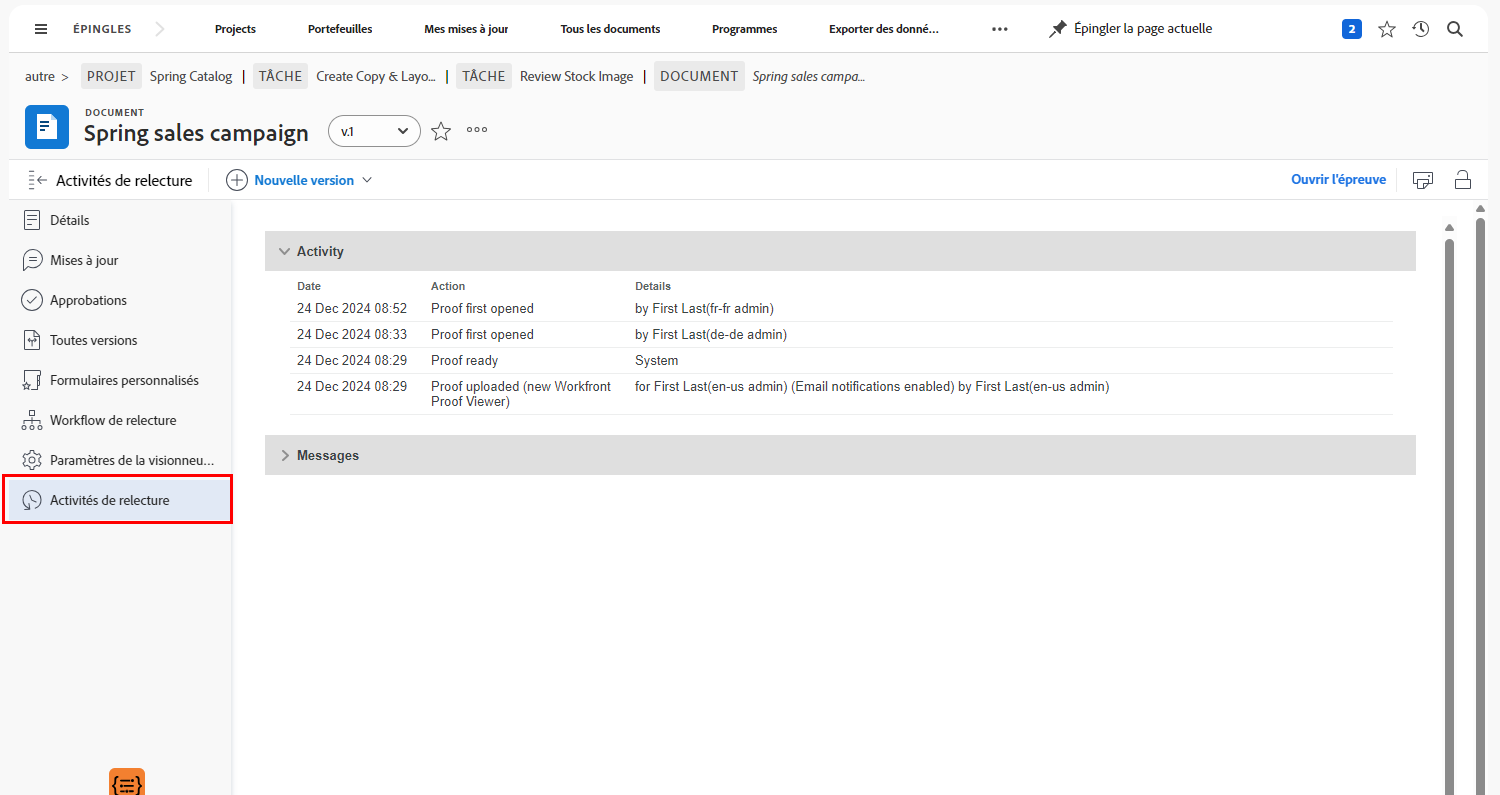 ÉPINGLES Projects Portefeuilles Mes mises à jour Tous les documents Programmes Exporter des donné... Épingler la page actuelle 2
autre > PROJET Spring Catalog | TÂCHE Create Copy & Layo... | TÂCHE Review Stock Image | DOCUMENT Spring sales campa...
DOCUMENT
Spring sales campaign v.1
Activités de relecture Nouvelle version Ouvrir l'épreuve
Détails
Mises à jour
Approbations
Toutes versions
Formulaires personnalisés
Workflow de relecture
Paramètres de la visionneu...
Activités de relecture
Activity
Date Action Details
24 Dec 2024 08:52 Proof first opened by First Last(fr-fr admin)
24 Dec 2024 08:33 Proof first opened by First Last(de-de admin)
24 Dec 2024 08:29 Proof ready System
24 Dec 2024 08:29 Proof uploaded (new Workfront for First Last(en-us admin) (Email notifications enabled) by First Last(en-us admin)
Proof Viewer)
Messages